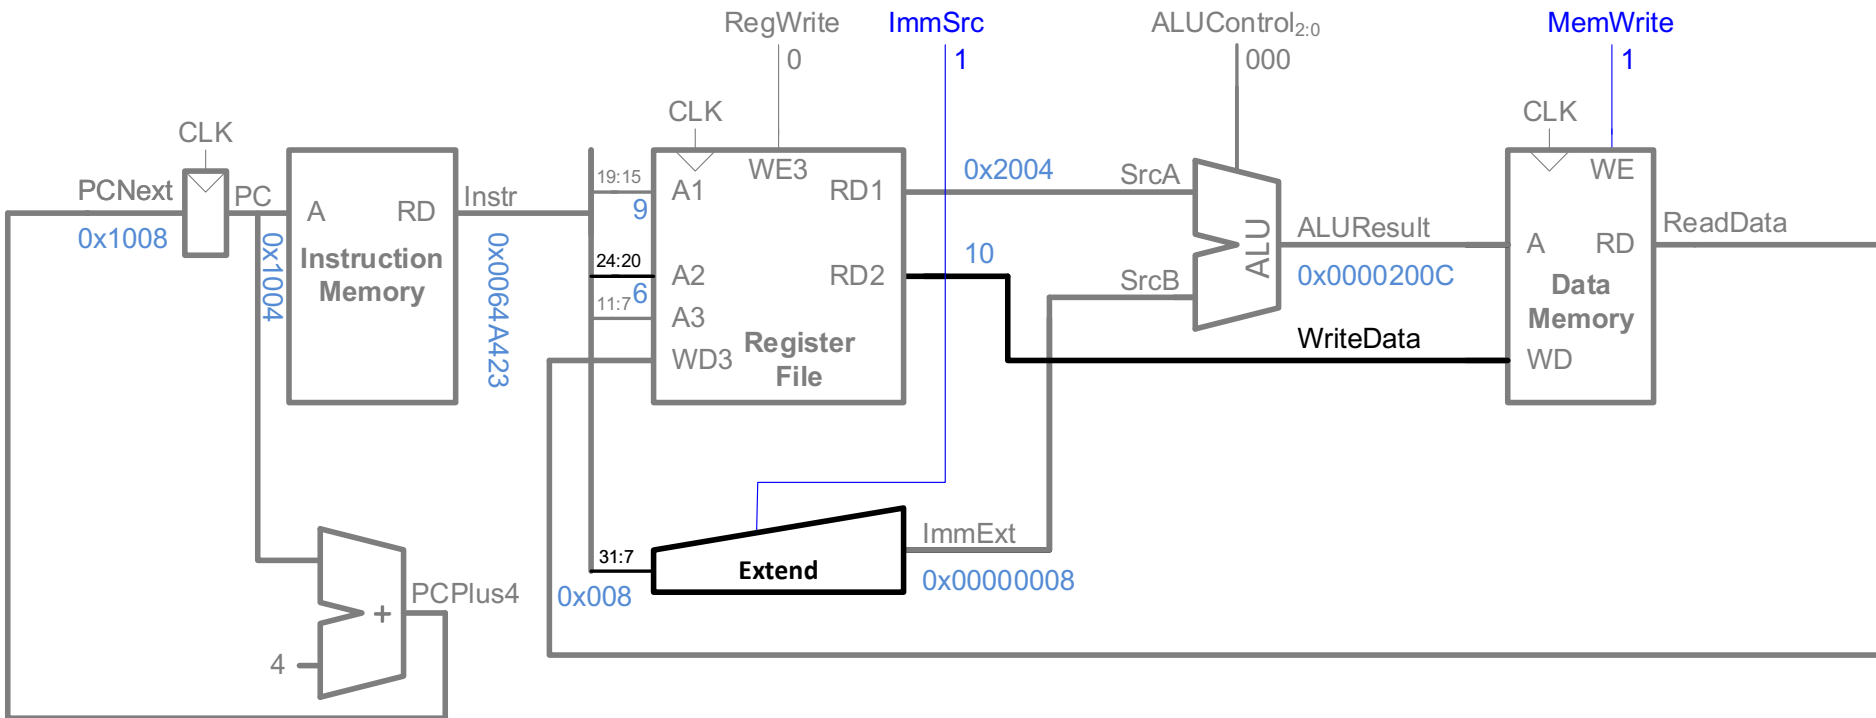 RegWrite
0
ImmSrc
1
ALUControl2:0
000
MemWrite
1
CLK
PCNext
0x1008
PC
0x1004
A
RD
Instruction
Memory
Instr
0x0064A423
19:15
9
24:20
6
11:7
CLK
WE3
A1
RD1
A2
RD2
A3
WD3
Register
File
0x2004
SrcA
10
SrcB
ALU
ALUResult
0x0000200C
WriteData
CLK
WE
A
RD
Data
Memory
WD
ReadData
31:7
0x008
Extend
ImmExt
0x00000008
PCPlus4
+
4